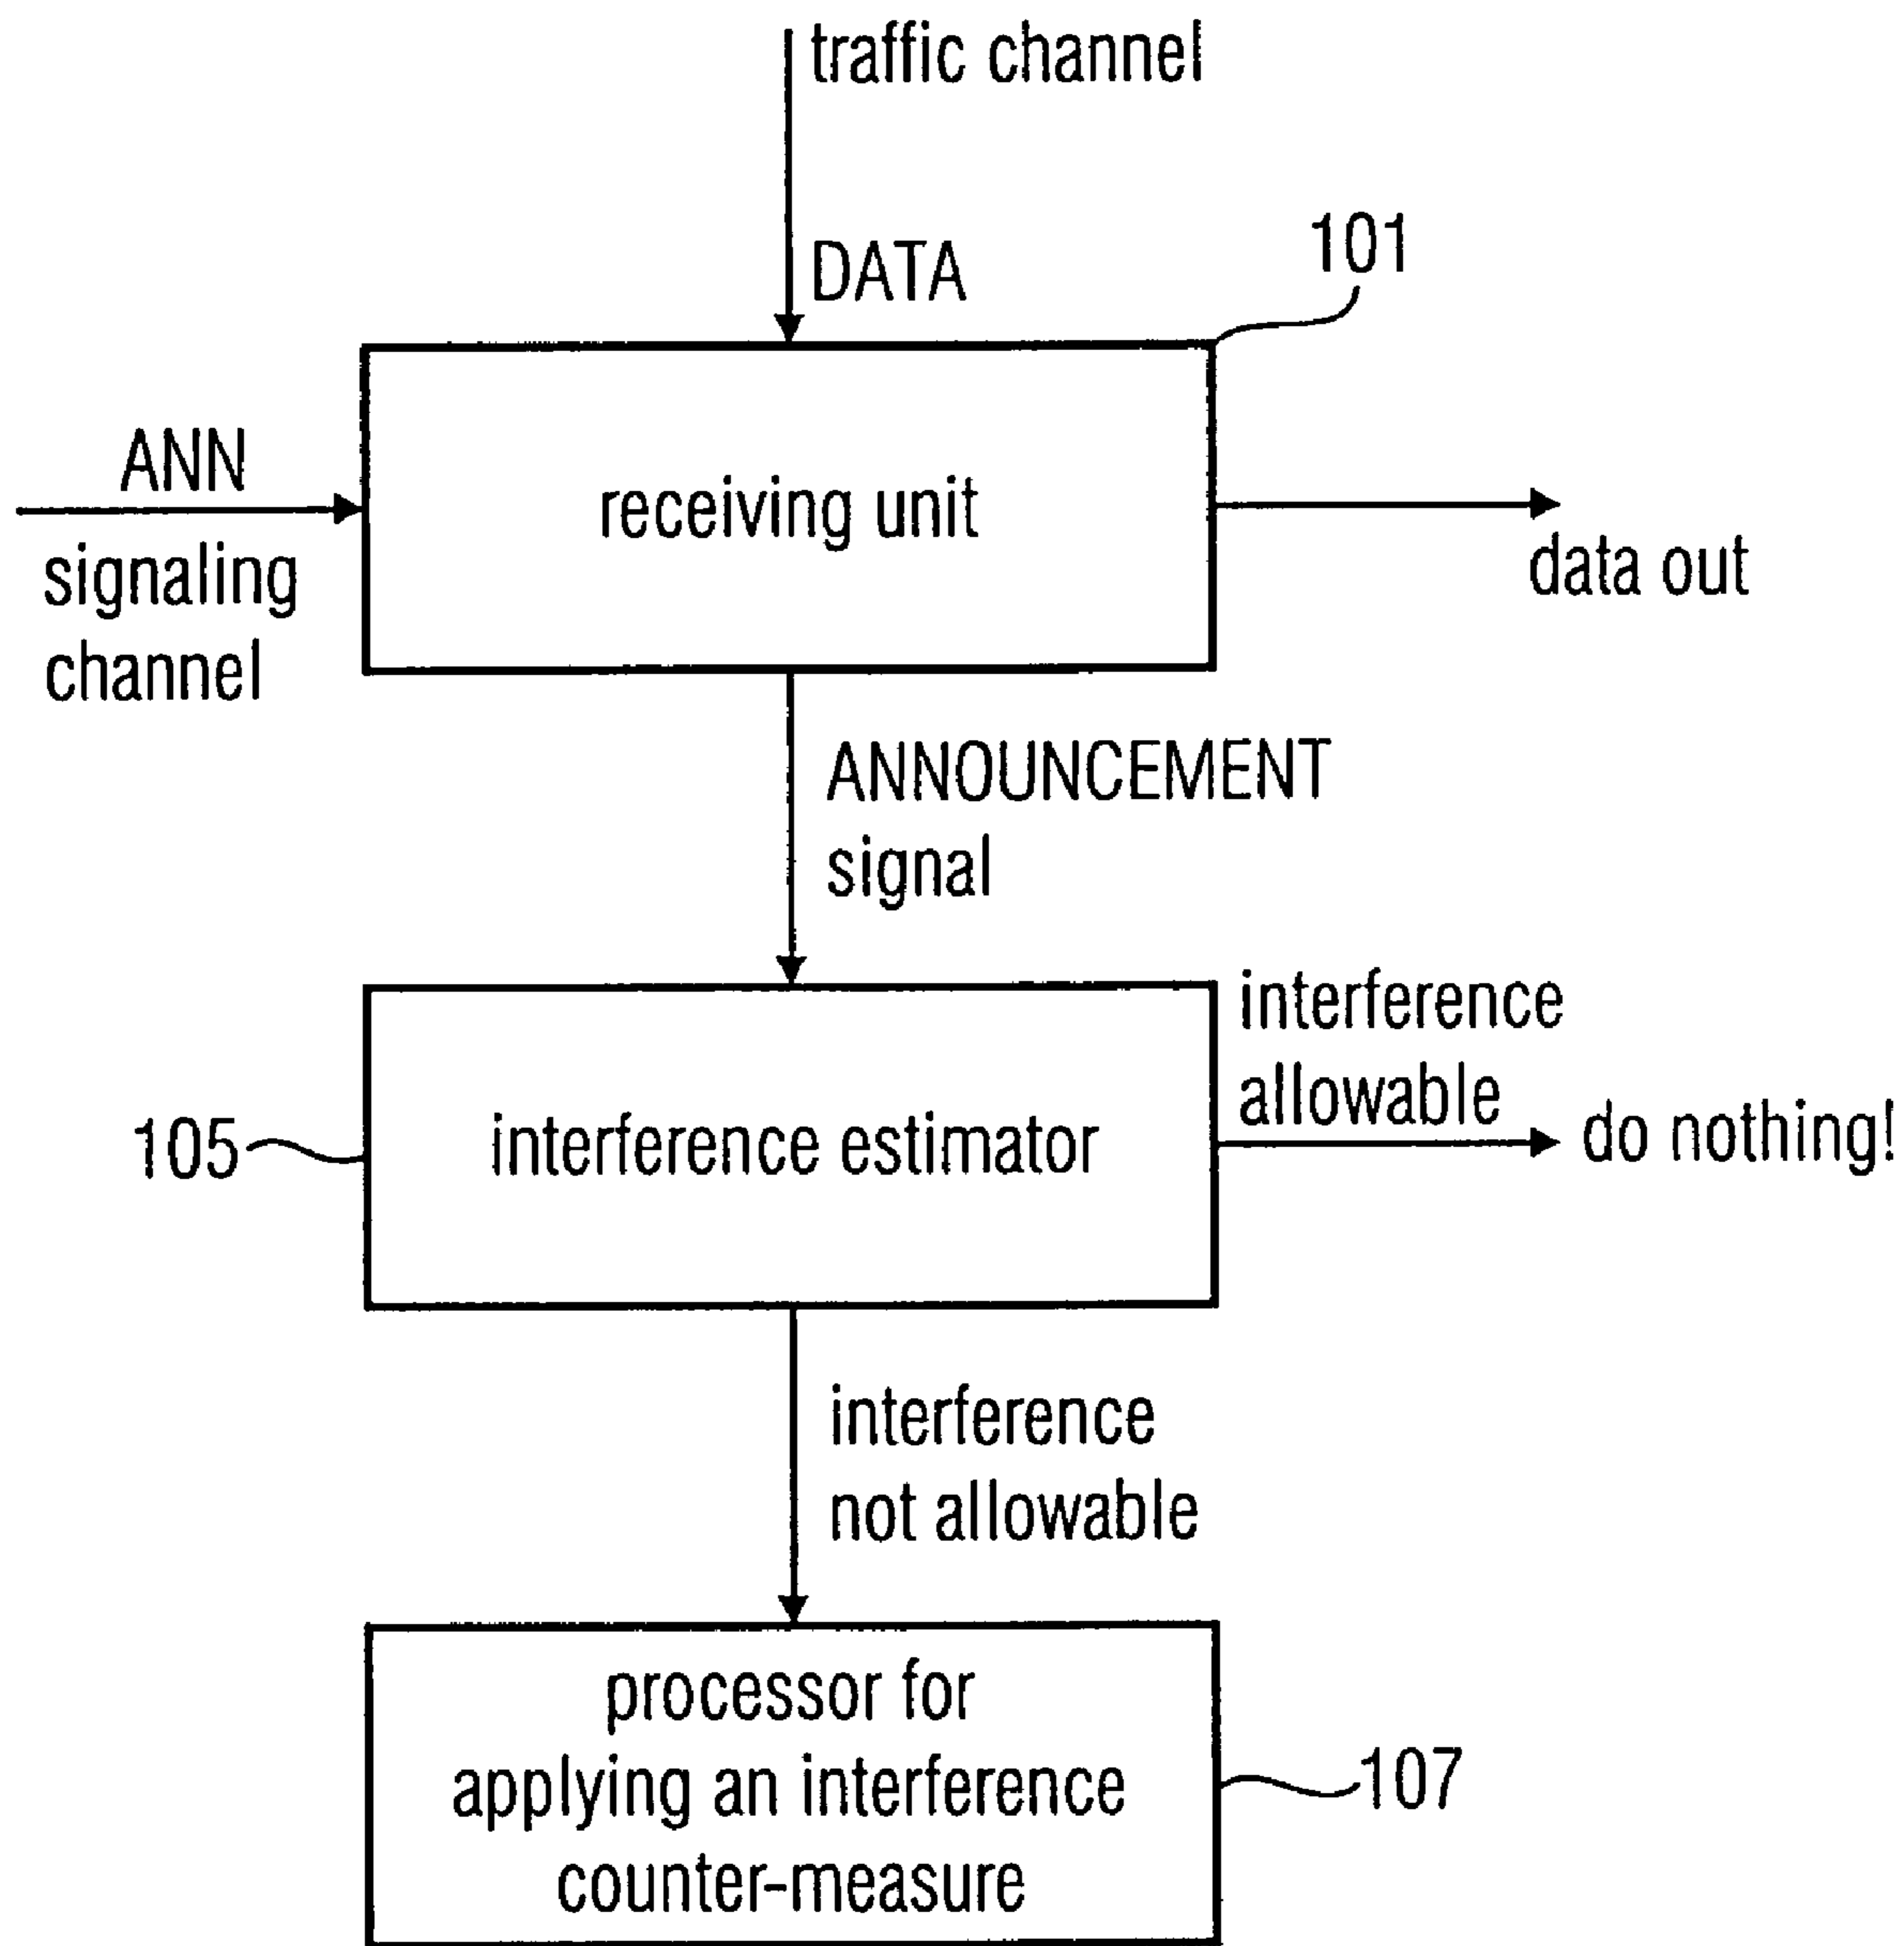 traffic channel
DATA
101
ANN
signaling
channel
receiving unit
data out
ANNOUNCEMENT
signal
interference
allowable
105
interference estimator
do nothing!
interference
not allowable
processor for
applying an interference
counter-measure
107